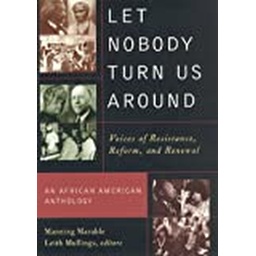 LET
NOBODY
TURN US
AROUND
Voices of Resistance,
Reform, and Renewal
AN AFRICAN AMERICAN
ANTHOLOGY
Manning Marable
Leith Mullings, editors